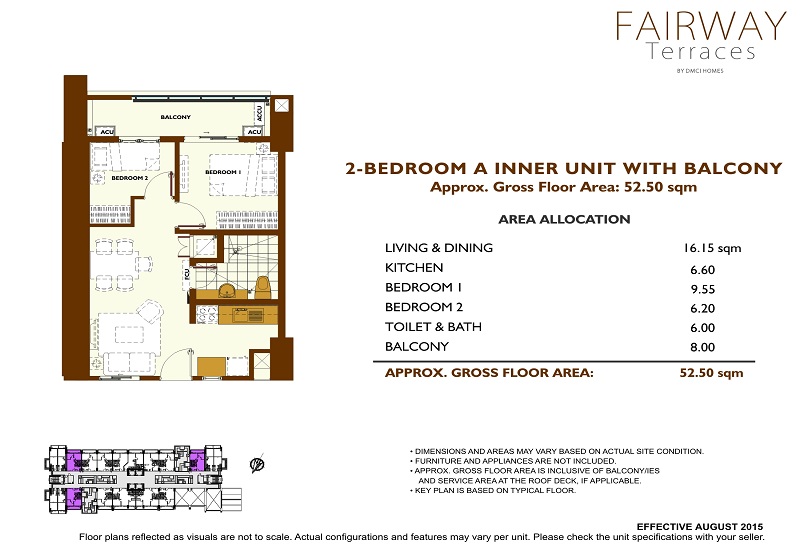 FAIRWAY
Terraces
BY DMCI HOMES
BALCONY
ACCU
ACU
ACU
BEDROOM 2
BEDROOM 1
FCU
2-BEDROOM A INNER UNIT WITH BALCONY
Approx. Gross Floor Area: 52.50 sqm
AREA ALLOCATION
LIVING & DINING 16.15 sqm
KITCHEN 6.60
BEDROOM 1 9.55
BEDROOM 2 6.20
TOILET & BATH 6.00
BALCONY 8.00
APPROX. GROSS FLOOR AREA: 52.50 sqm
• DIMENSIONS AND AREAS MAY VARY BASED ON ACTUAL SITE CONDITION.
• FURNITURE AND APPLIANCES ARE NOT INCLUDED.
• APPROX. GROSS FLOOR AREA IS INCLUSIVE OF BALCONY/IES
AND SERVICE AREA AT THE ROOF DECK, IF APPLICABLE.
• KEY PLAN IS BASED ON TYPICAL FLOOR.
EFFECTIVE AUGUST 2015
Floor plans reflected as visuals are not to scale. Actual configurations and features may vary per unit. Please check the unit specifications with your seller.